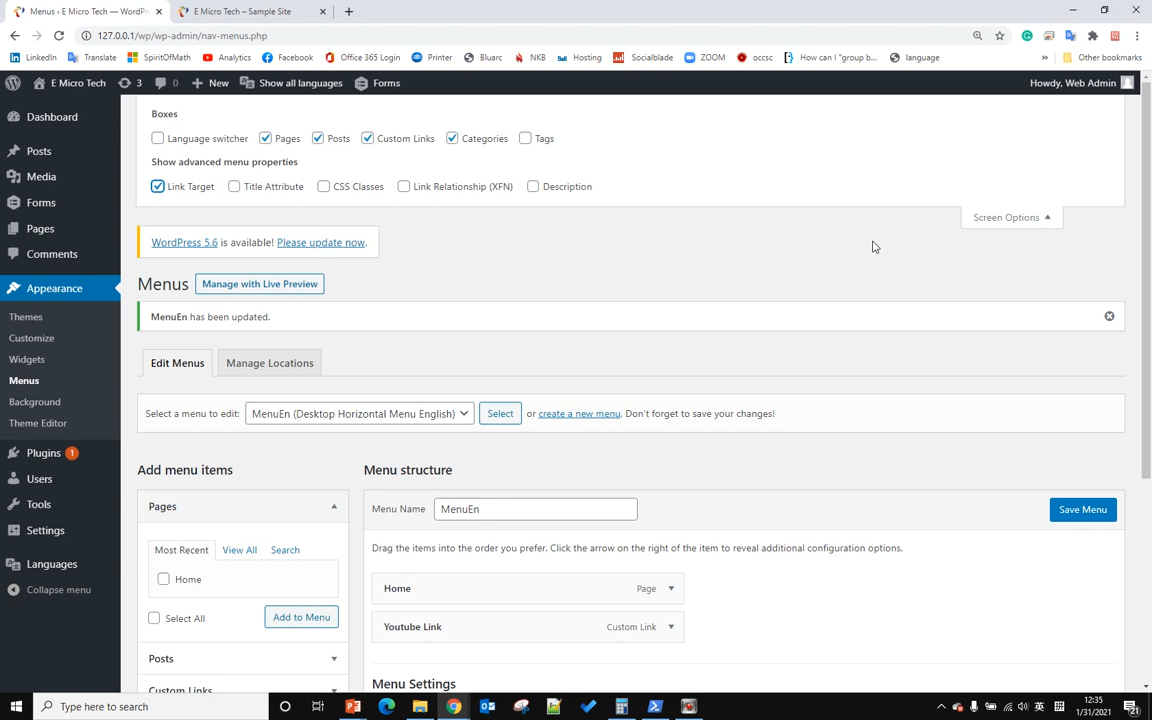 Menus ‹ E Micro Tech — WordPr
E Micro Tech – Sample Site
127.0.0.1/wp/wp-admin/nav-menus.php
LinkedIn Translate SpiritOfMath Analytics Facebook Office 365 Login Printer Bluarc NKB Hosting Socialblade ZOOM occsc How can I "group b... language » Other bookmarks
E Micro Tech 3 0 New Show all languages Forms Howdy, Web Admin
Dashboard
Posts
Media
Forms
Pages
Comments
Appearance
Themes
Customize
Widgets
Menus
Background
Theme Editor
Plugins 1
Users
Tools
Settings
Languages
Collapse menu
Boxes
Language switcher Pages Posts Custom Links Categories Tags
Show advanced menu properties
Link Target Title Attribute CSS Classes Link Relationship (XFN) Description
Screen Options
WordPress 5.6 is available! Please update now.
Menus Manage with Live Preview
MenuEn has been updated.
Edit Menus Manage Locations
Select a menu to edit: MenuEn (Desktop Horizontal Menu English) Select or create a new menu. Don't forget to save your changes!
Add menu items
Pages
Most Recent View All Search
Home
Select All Add to Menu
Posts
Custom Links
Menu structure
Menu Name MenuEn Save Menu
Drag the items into the order you prefer. Click the arrow on the right of the item to reveal additional configuration options.
Home Page
Youtube Link Custom Link
Menu Settings
Type here to search
英
12:35
1/31/2021
21